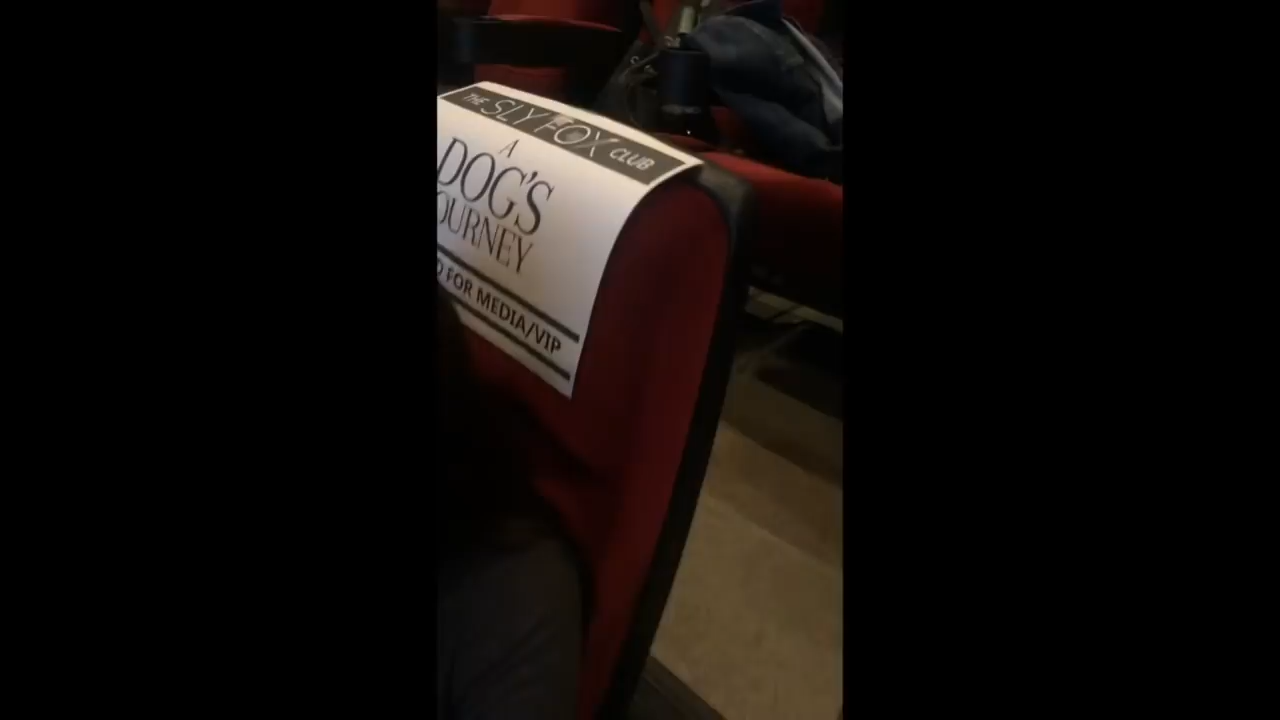 THE SLY FOX CLUB
A
DOG'S
OURNEY
D FOR MEDIA/VIP